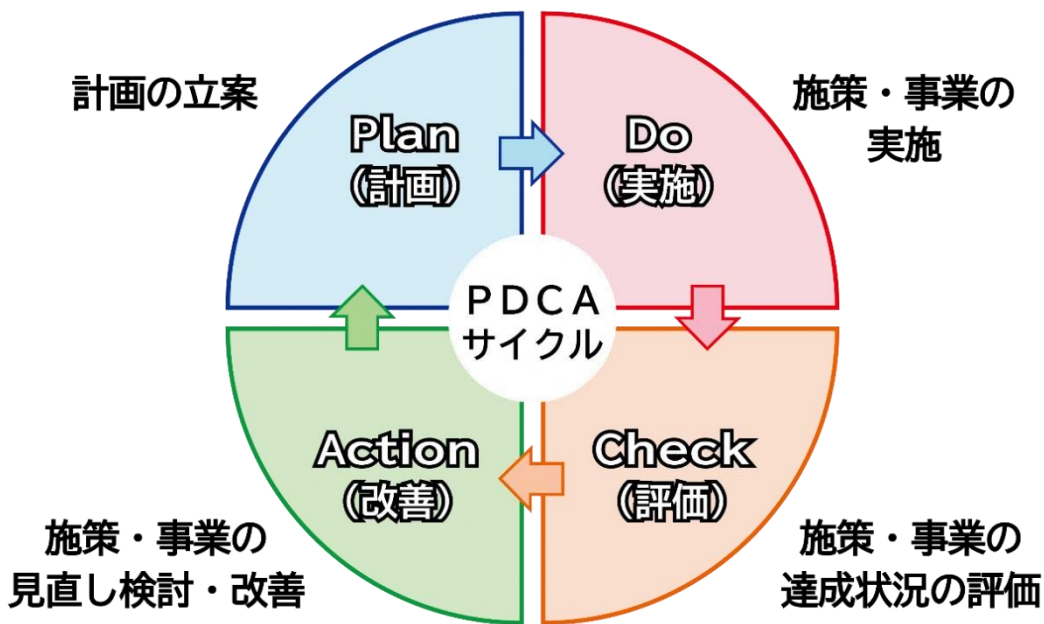 計画の立案
Plan
(計画)
Do
(実施)
施策・事業の
実施
PDCA
サイクル
Action
(改善)
Check
(評価)
施策・事業の
見直し検討・改善
施策・事業の
達成状況の評価